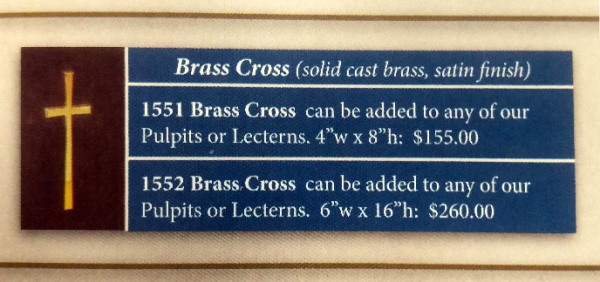 Brass Cross (solid cast brass, satin finish)
1551 Brass Cross can be added to any of our
Pulpits or Lecterns. 4”w x 8”h: $155.00
1552 Brass Cross can be added to any of our
Pulpits or Lecterns. 6”w x 16”h: $260.00